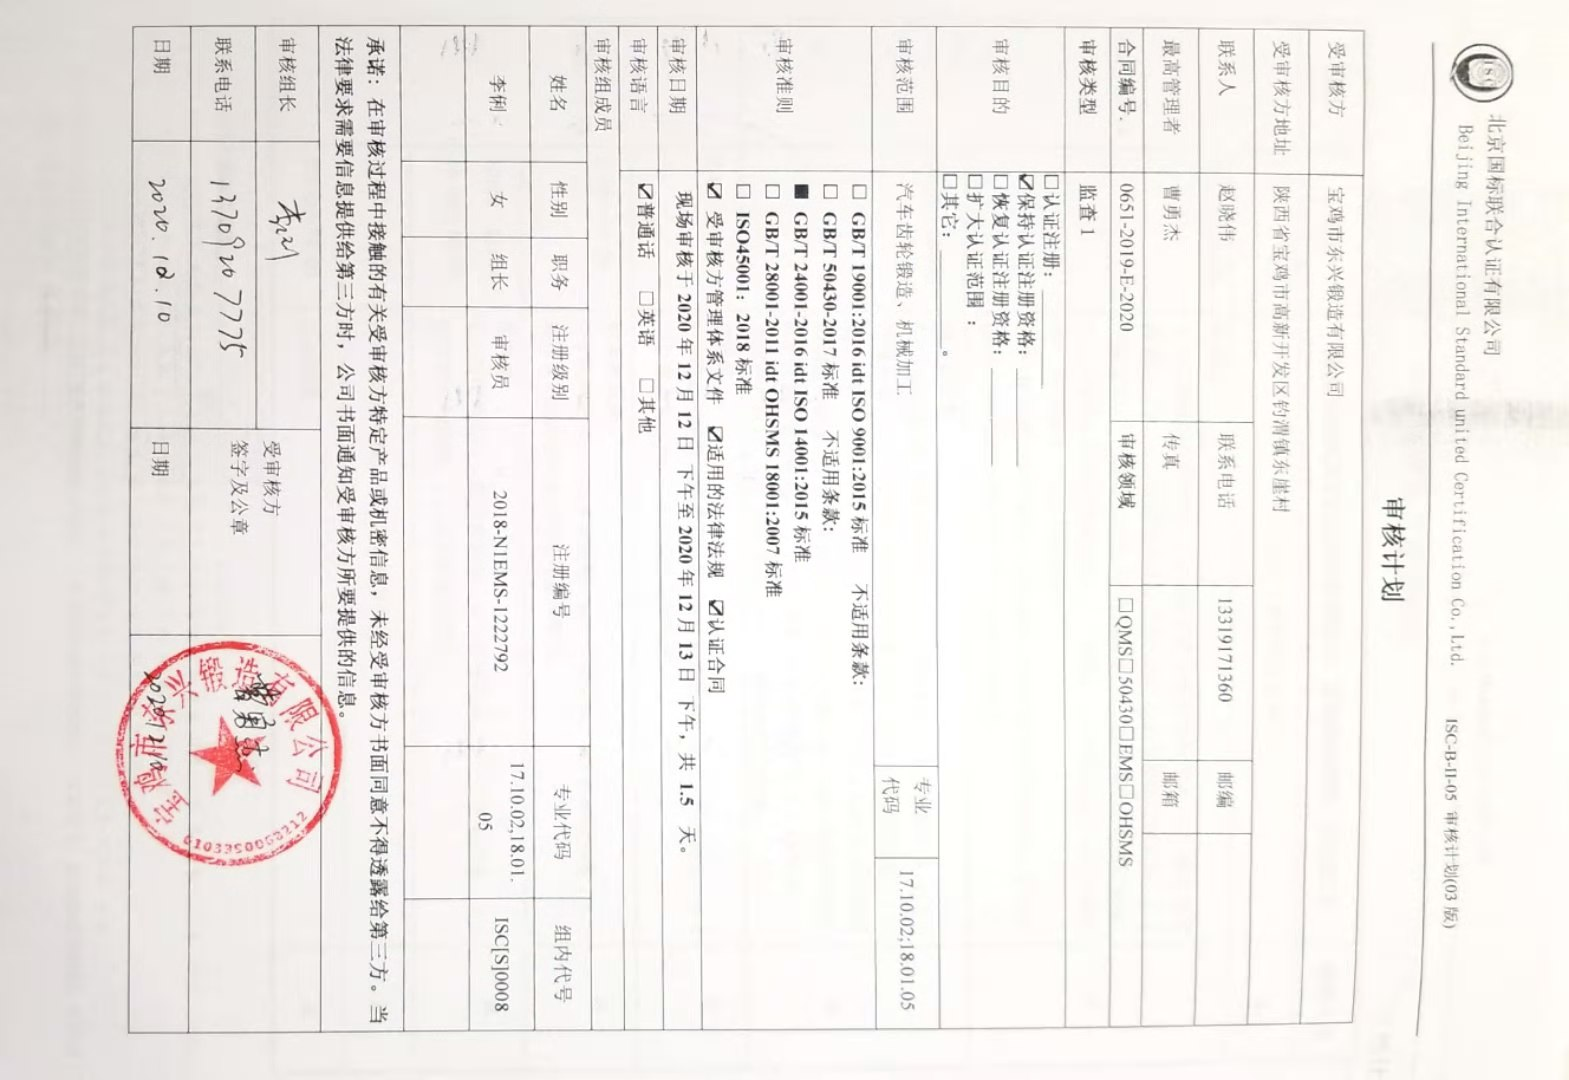 北京国标联合认证有限公司
Beijing International Standard united Certification Co., Ltd. ISC-B-II-05 审核计划(03 版)
ISC
审核计划
受审核方 宝鸡市东兴锻造有限公司
受审核方地址 陕西省宝鸡市高新开发区钓渭镇东崖村
联系人 赵晓伟 联系电话 13319171360 邮编
最高管理者 曹勇杰 传真 邮箱
合同编号. 0651-2019-E-2020 审核领域 □QMS□50430□EMS□OHSMS
审核类型 监查 1
审核目的
□认证注册:
☑保持认证注册资格:
□恢复认证注册资格:
□扩大认证范围:
□其它: 。
审核范围 汽车齿轮锻造、机械加工 专业代码 17.10.02;18.01.05
审核准则
□ GB/T 19001:2016 idt ISO 9001:2015 标准 不适用条款:
□ GB/T 50430-2017 标准 不适用条款:
■ GB/T 24001-2016 idt ISO 14001:2015 标准
□ GB/T 28001-2011 idt OHSMS 18001:2007 标准
□ ISO45001: 2018 标准
☑ 受审核方管理体系文件 ☑适用的法律法规 ☑认证合同
审核日期 现场审核于 2020 年 12 月 12 日 下午至 2020 年 12 月 13 日 下午，共 1.5 天。
审核语言 ☑普通话 □英语 □其他
审核组成员
姓名 性别 职务 注册级别 注册编号 专业代码 组内代号
李俐 女 组长 审核员 2018-N1EMS-1222792 17.10.02,18.01.05 ISC[S]0008
承诺：在审核过程中接触的有关受审核方特定产品或机密信息，未经受审核方书面同意不得透露给第三方。当
法律要求需要信息提供给第三方时，公司书面通知受审核方所要提供的信息。
审核组长 李俐 受审核方
联系电话 13709207775 签字及公章 曹勇杰
日期 2020.12.10 日期
宝鸡市东兴锻造有限公司